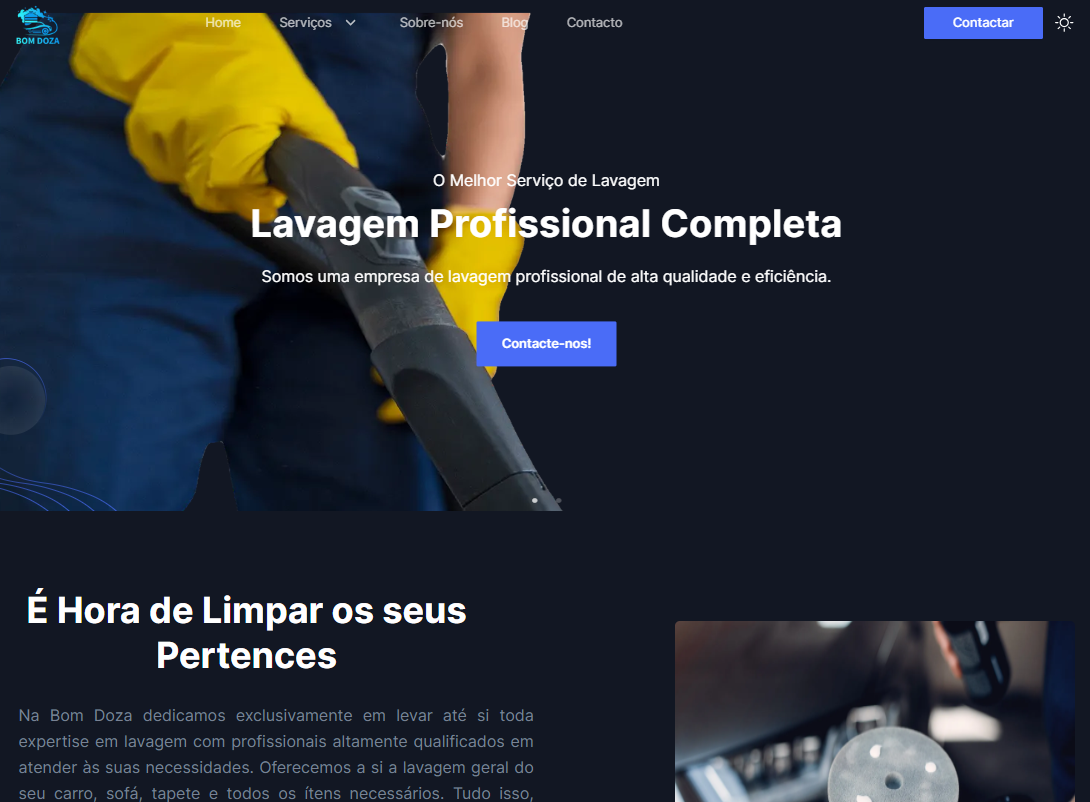 BOM DOZA
Home Serviços Sobre-nós Blog Contacto Contactar
O Melhor Serviço de Lavagem
Lavagem Profissional Completa
Somos uma empresa de lavagem profissional de alta qualidade e eficiência.
Contacte-nos!
É Hora de Limpar os seus
Pertences
Na Bom Doza dedicamos exclusivamente em levar até si toda
expertise em lavagem com profissionais altamente qualificados em
atender às suas necessidades. Oferecemos a si a lavagem geral do
seu carro, sofá, tapete e todos os ítens necessários. Tudo isso,